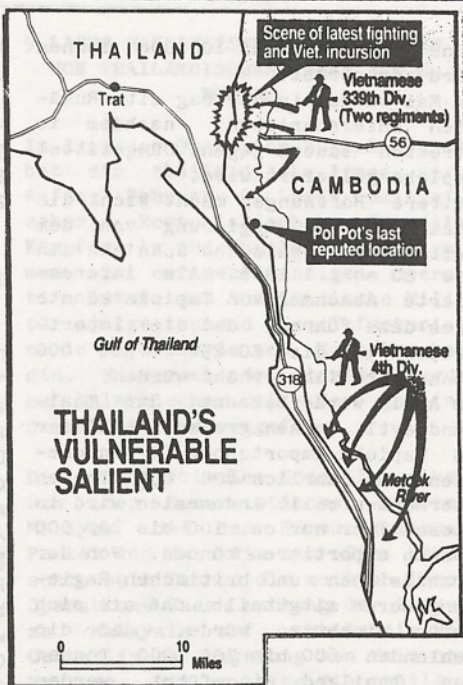 THAILAND
Scene of latest fighting
and Viet. incursion
Trat
Vietnamese
339th Div.
(Two regiments)
56
CAMBODIA
Pol Pot's last
reputed location
Gulf of Thailand
Vietnamese
4th Div.
318
THAILAND'S
VULNERABLE
SALIENT
Metoek
River
N
0 10
Miles